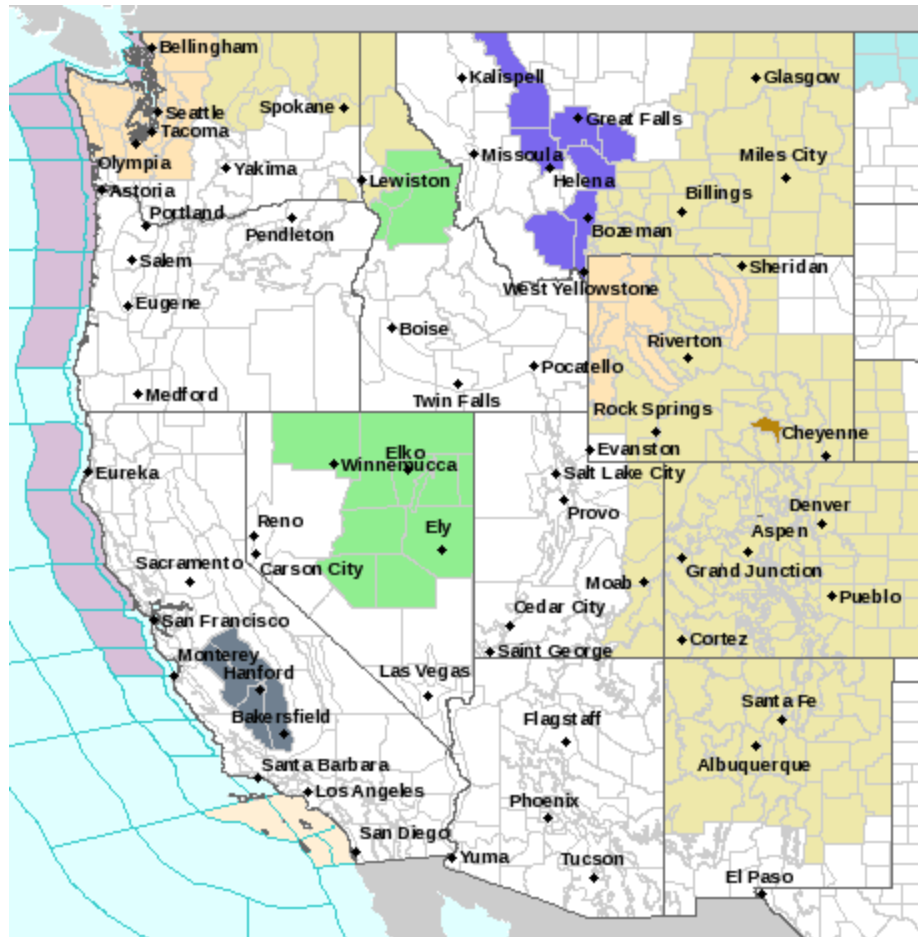 Bellingham
Kalispell
Glasgow
Spokane
Seattle
Great Falls
Tacoma
Olympia
Missoula
Miles City
Yakima
Helena
Lewiston
Astoria
Billings
Portland
Pendleton
Bozeman
Salem
Sheridan
West Yellowstone
Eugene
Boise
Riverton
Pocatello
Medford
Twin Falls
Rock Springs
Cheyenne
Elko
Evanston
Winnemucca
Eureka
Salt Lake City
Provo
Denver
Reno
Ely
Aspen
Sacramento
Carson City
Moab
Grand Junction
Pueblo
Cedar City
San Francisco
Cortez
Saint George
Monterey
Hanford
Las Vegas
Santa Fe
Bakersfield
Flagstaff
Albuquerque
Santa Barbara
Los Angeles
Phoenix
San Diego
Yuma
Tucson
El Paso